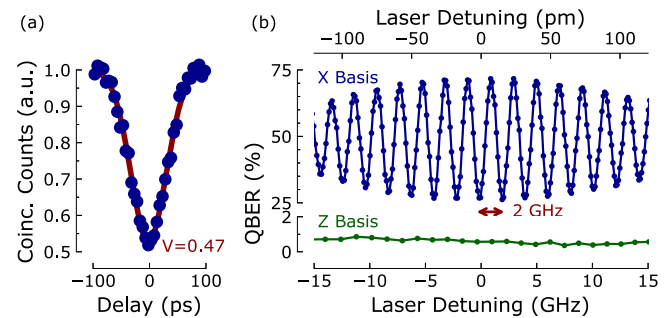 (a)
Coinc. Counts (a.u.)
1.0
0.9
0.8
0.7
0.6
0.5
V=0.47
−100
0
100
Delay (ps)
(b)
Laser Detuning (pm)
−100
−50
0
50
100
QBER (%)
75
50
25
2
0
X Basis
2 GHz
Z Basis
−15
−10
−5
0
5
10
15
Laser Detuning (GHz)